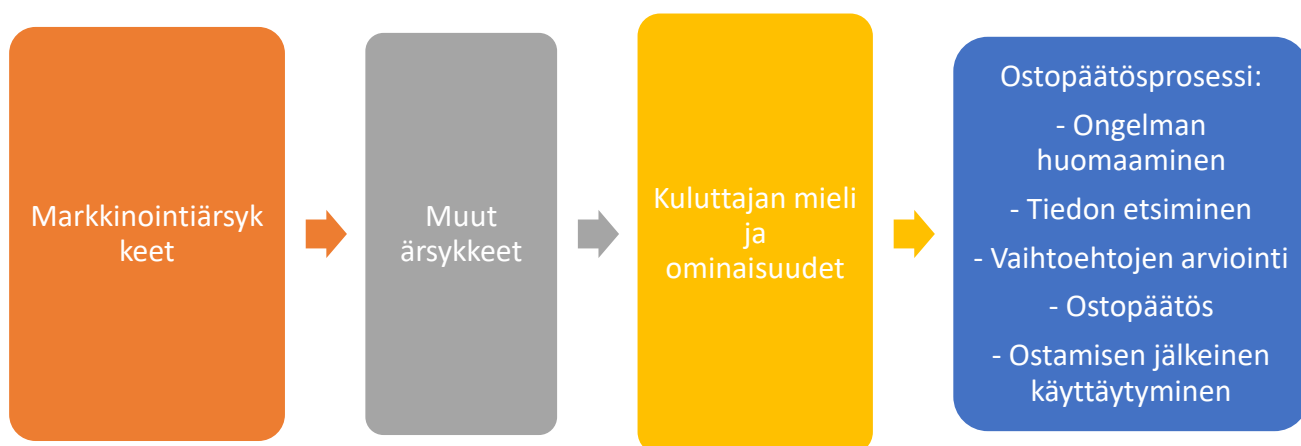 Markkinointiärsyk
keet
Muut
ärsykkeet
Kuluttajan mieli
ja
ominaisuudet
Ostopäätösprosessi:
- Ongelman
huomaaminen
- Tiedon etsiminen
- Vaihtoehtojen arviointi
- Ostopäätös
- Ostamisen jälkeinen
käyttäytyminen